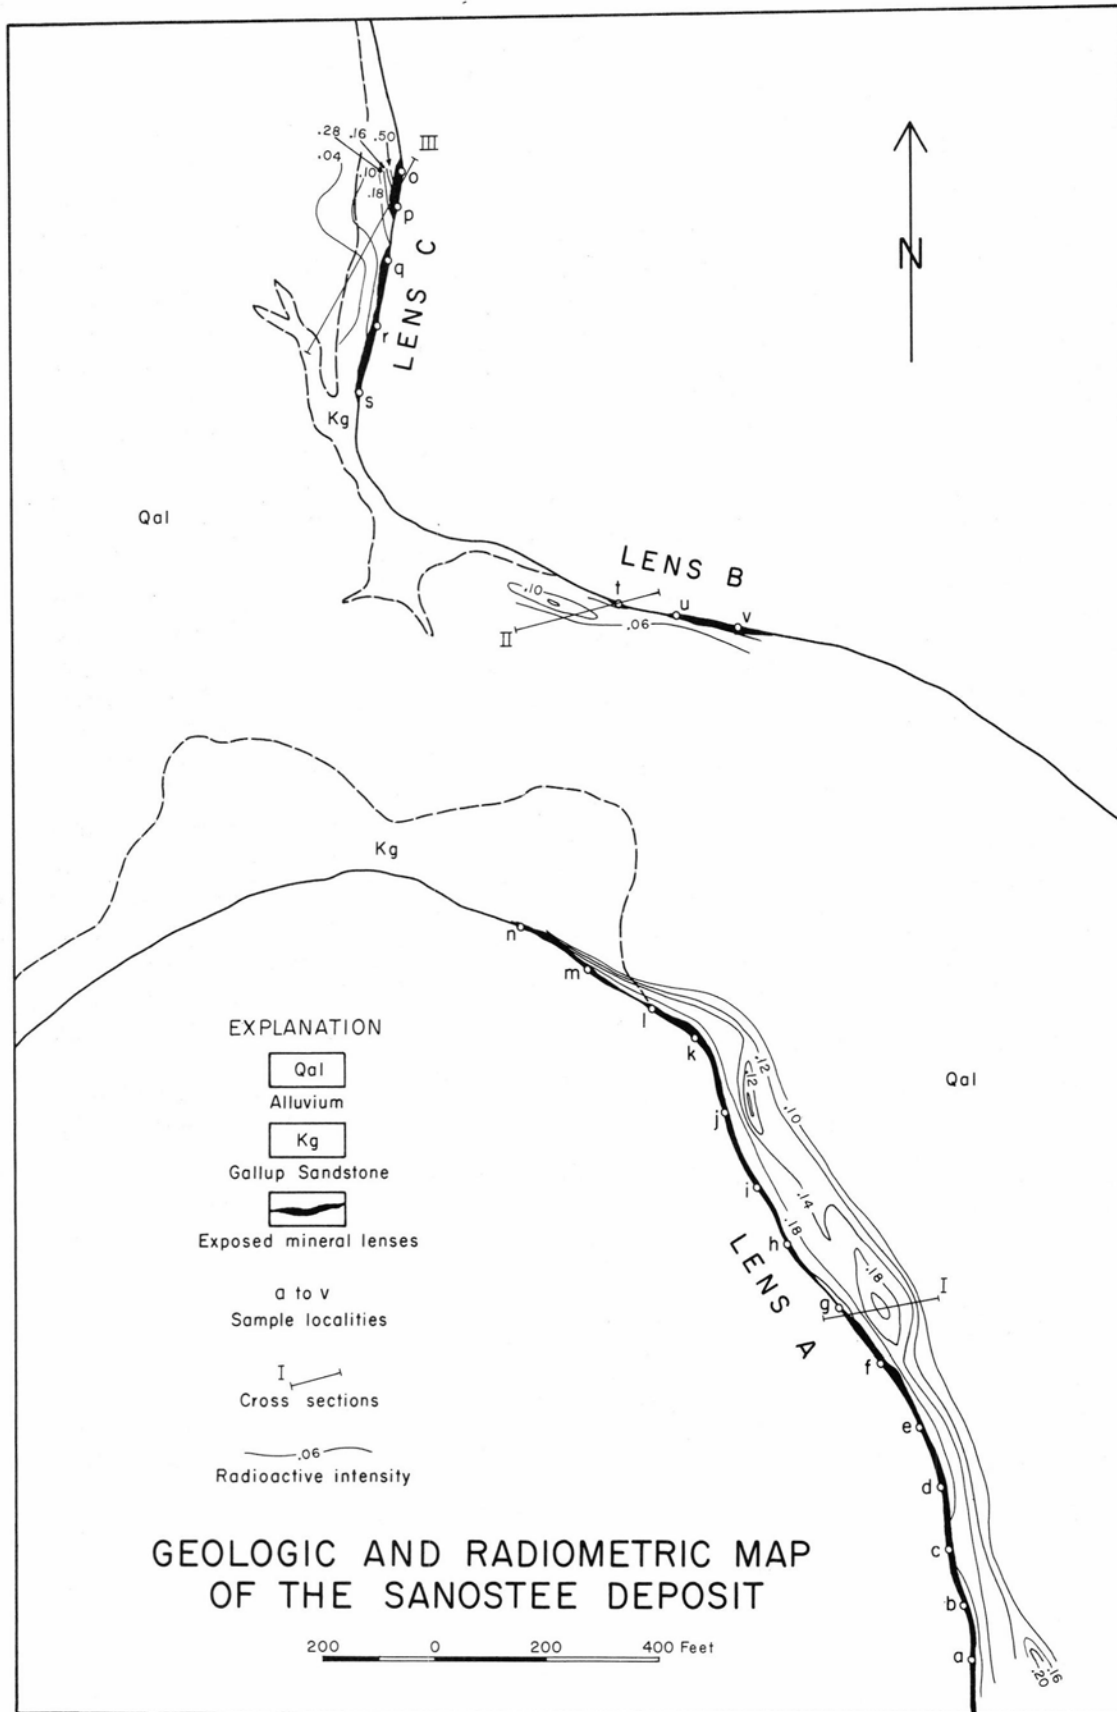 .28 .16 .50
III
.04
.10
o
.18
p
q
LENS C
r
s
Kg
N
Qal
LENS B
t
u
v
.10
.06
II
Kg
n
m
l
k
j
i
h
g
f
e
d
c
b
a
LENS A
.12
.12
.10
.14
.18
.18
I
.16
.20
Qal
EXPLANATION
Qal
Alluvium
Kg
Gallup Sandstone
Exposed mineral lenses
a to v
Sample localities
I
Cross sections
.06
Radioactive intensity
GEOLOGIC AND RADIOMETRIC MAP
OF THE SANOSTEE DEPOSIT
200 0 200 400 Feet